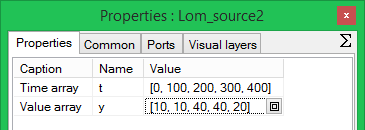 Properties : Lom_source2
x
Properties Common Ports Visual layers Σ
Caption Name Value
Time array t [0, 100, 200, 300, 400]
Value array y [10, 10, 40, 40, 20]